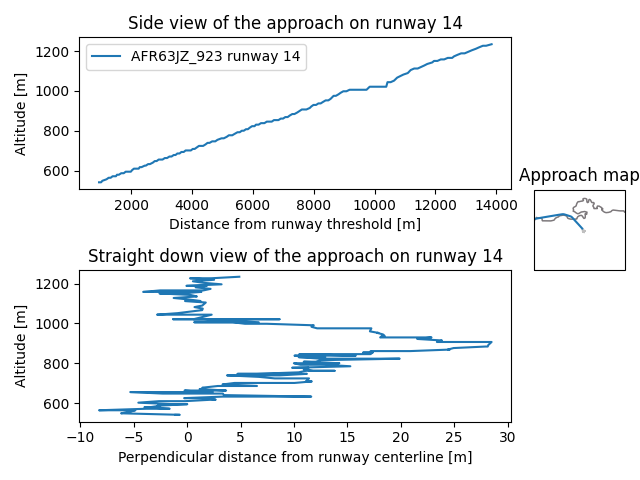 Side view of the approach on runway 14
Altitude [m]
1200
1000
800
600
AFR63JZ_923 runway 14
2000 4000 6000 8000 10000 12000 14000
Distance from runway threshold [m]
Approach map
Straight down view of the approach on runway 14
Altitude [m]
1200
1000
800
600
−10 −5 0 5 10 15 20 25 30
Perpendicular distance from runway centerline [m]